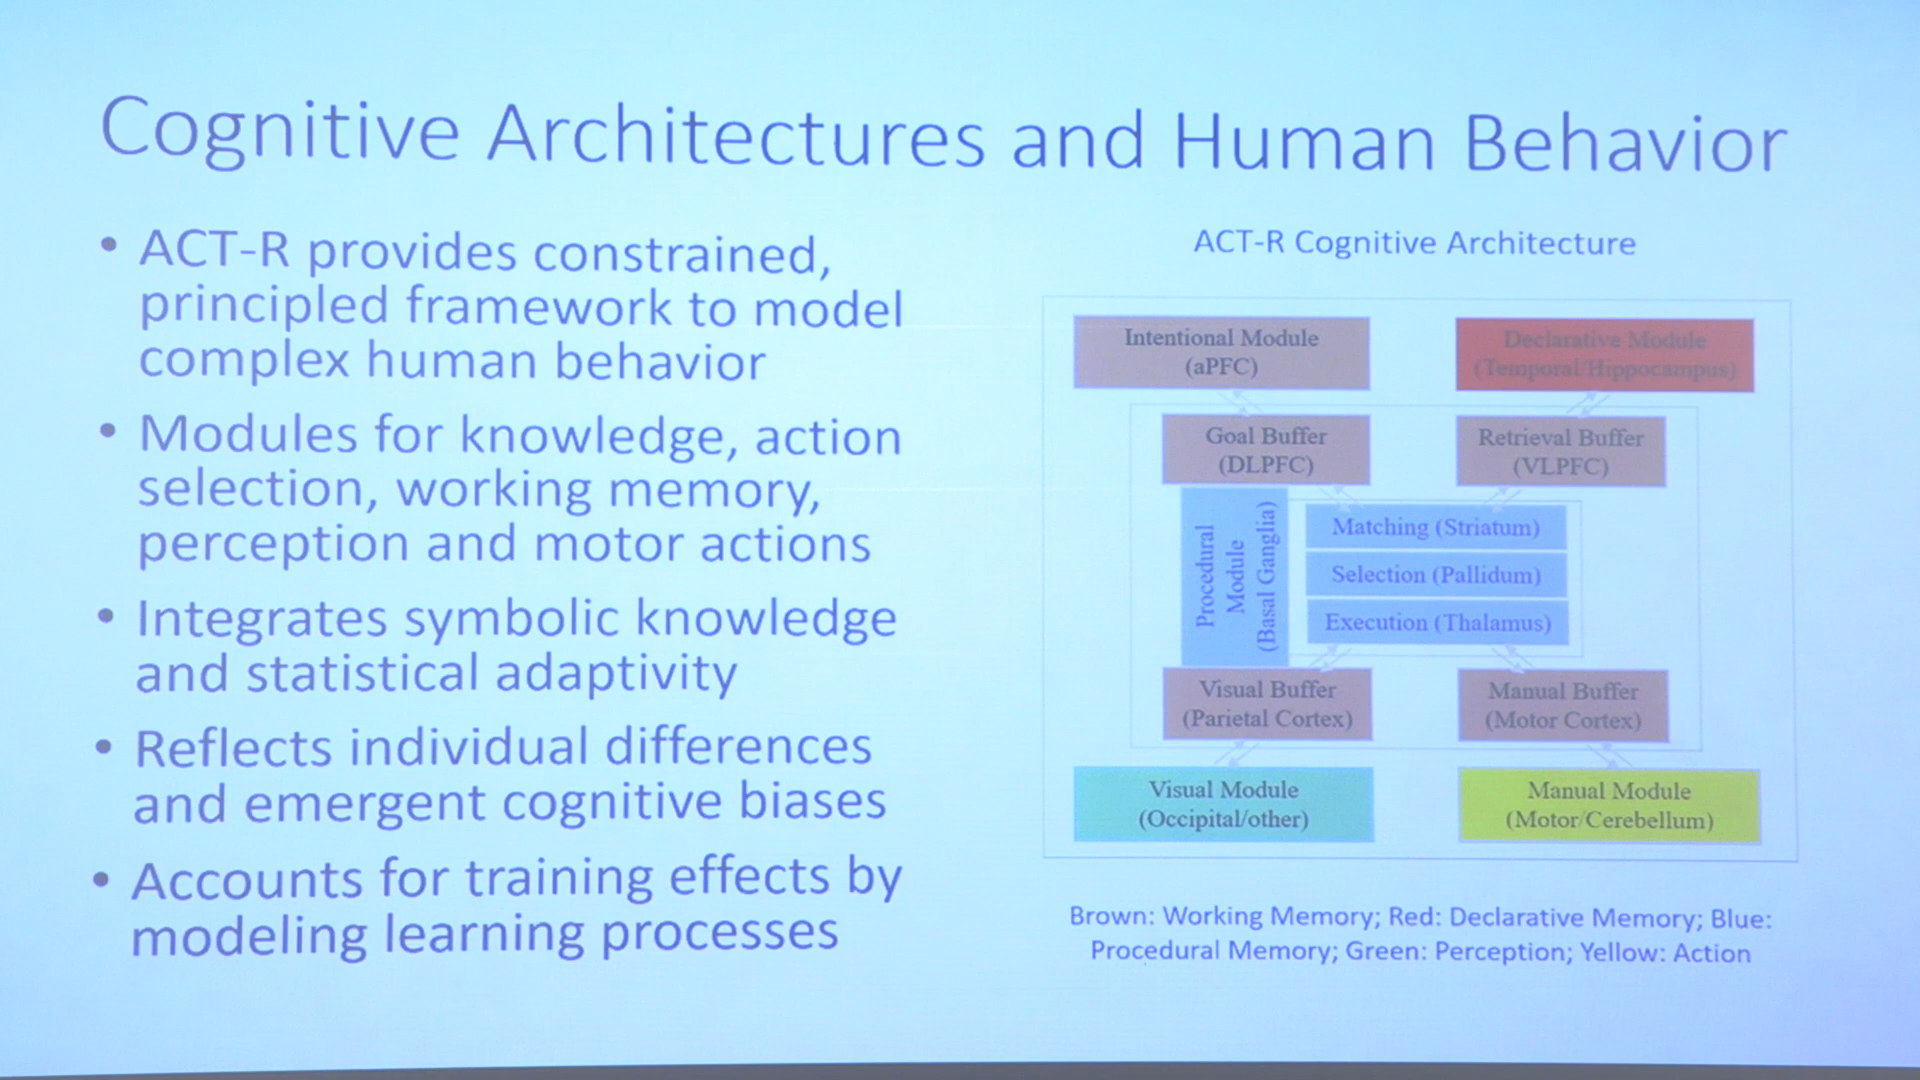 Cognitive Architectures and Human Behavior
• ACT-R provides constrained,
principled framework to model
complex human behavior
• Modules for knowledge, action
selection, working memory,
perception and motor actions
• Integrates symbolic knowledge
and statistical adaptivity
• Reflects individual differences
and emergent cognitive biases
• Accounts for training effects by
modeling learning processes
ACT-R Cognitive Architecture
Intentional Module
(aPFC)
Declarative Module
(Temporal/Hippocampus)
Goal Buffer
(DLPFC)
Retrieval Buffer
(VLPFC)
Procedural
Module
(Basal Ganglia)
Matching (Striatum)
Selection (Pallidum)
Execution (Thalamus)
Visual Buffer
(Parietal Cortex)
Manual Buffer
(Motor Cortex)
Visual Module
(Occipital/other)
Manual Module
(Motor/Cerebellum)
Brown: Working Memory; Red: Declarative Memory; Blue:
Procedural Memory; Green: Perception; Yellow: Action